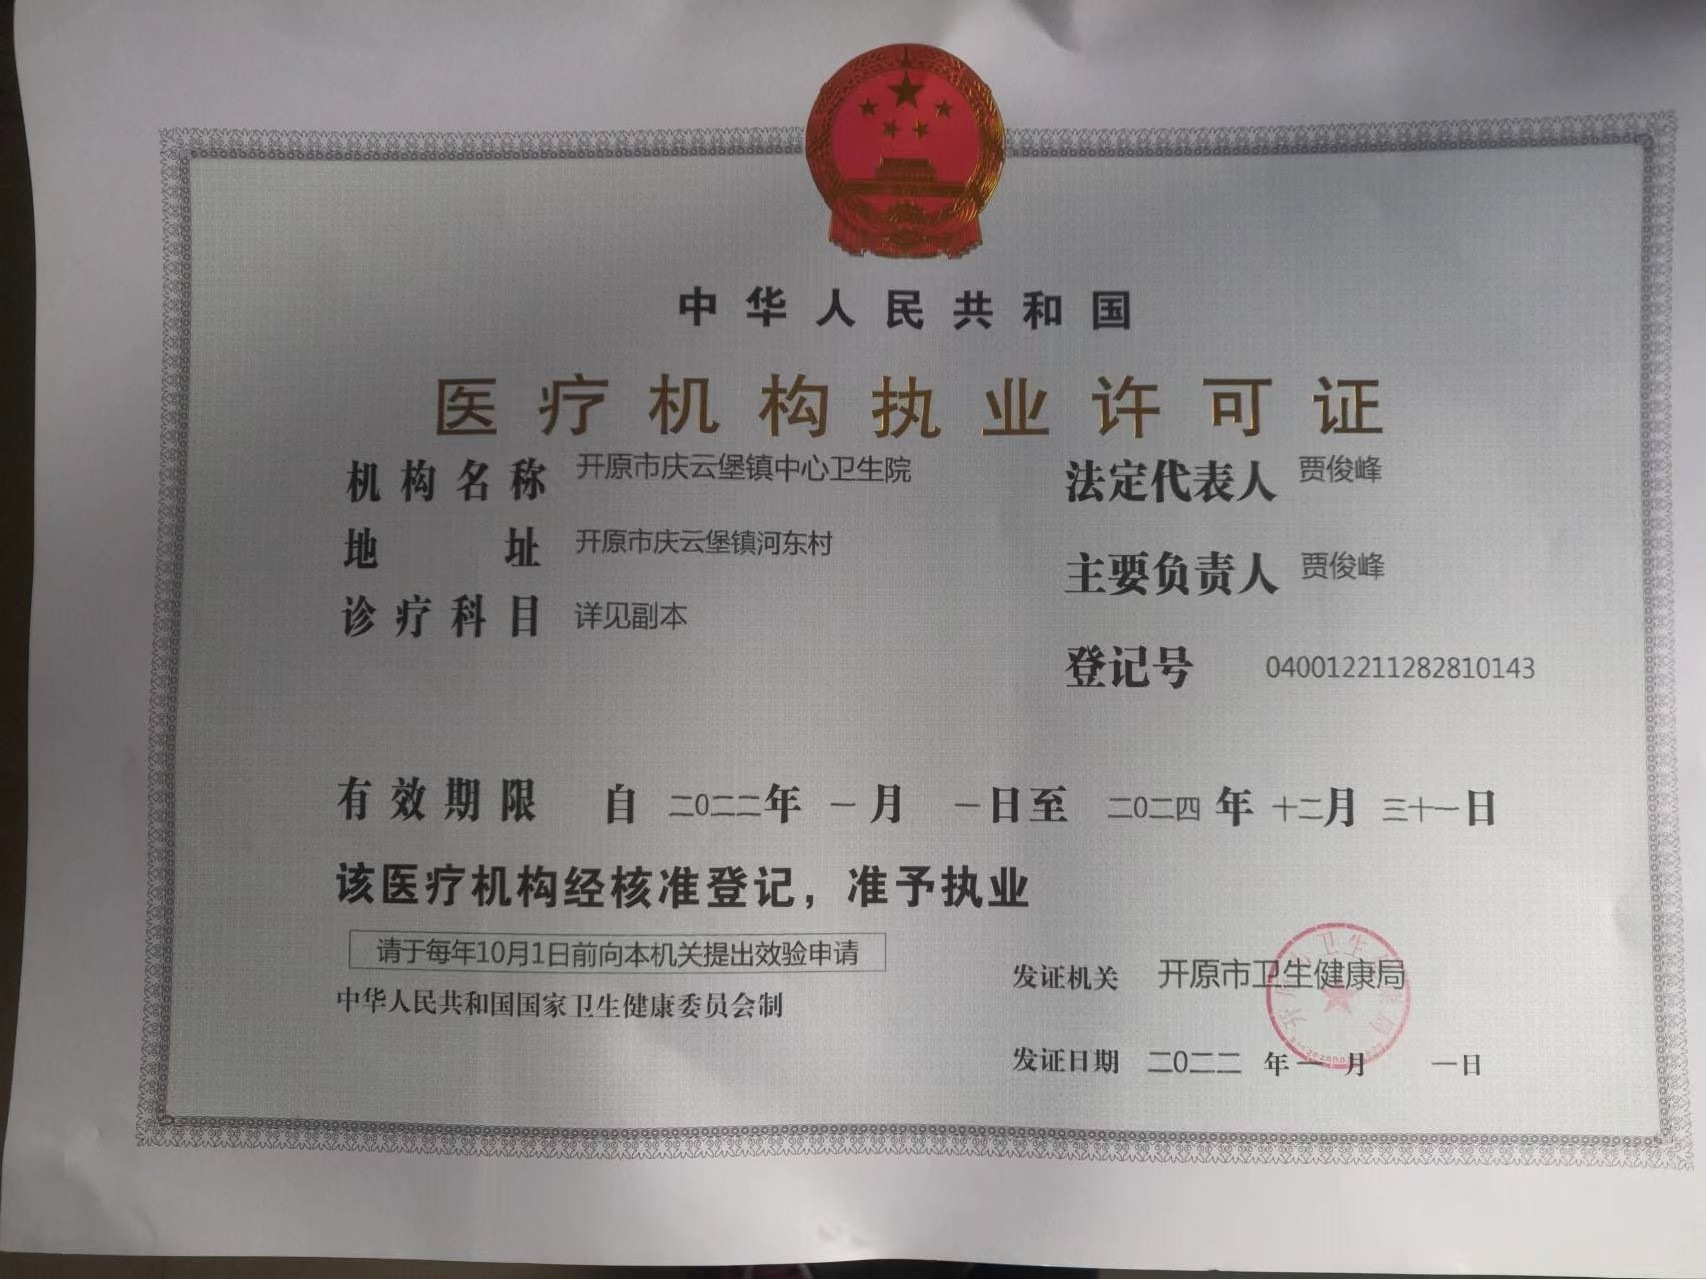 中华人民共和国
医疗机构执业许可证
机构名称 开原市庆云堡镇中心卫生院
法定代表人 贾俊峰
地址 开原市庆云堡镇河东村
主要负责人 贾俊峰
诊疗科目 详见副本
登记号 040012211282810143
有效期限 自 二〇二二年 一月 一日至 二〇二四年 十二月 三十一日
该医疗机构经核准登记，准予执业
请于每年10月1日前向本机关提出效验申请
中华人民共和国国家卫生健康委员会制
发证机关 开原市卫生健康局
发证日期 二〇二二 年 一 月 一日